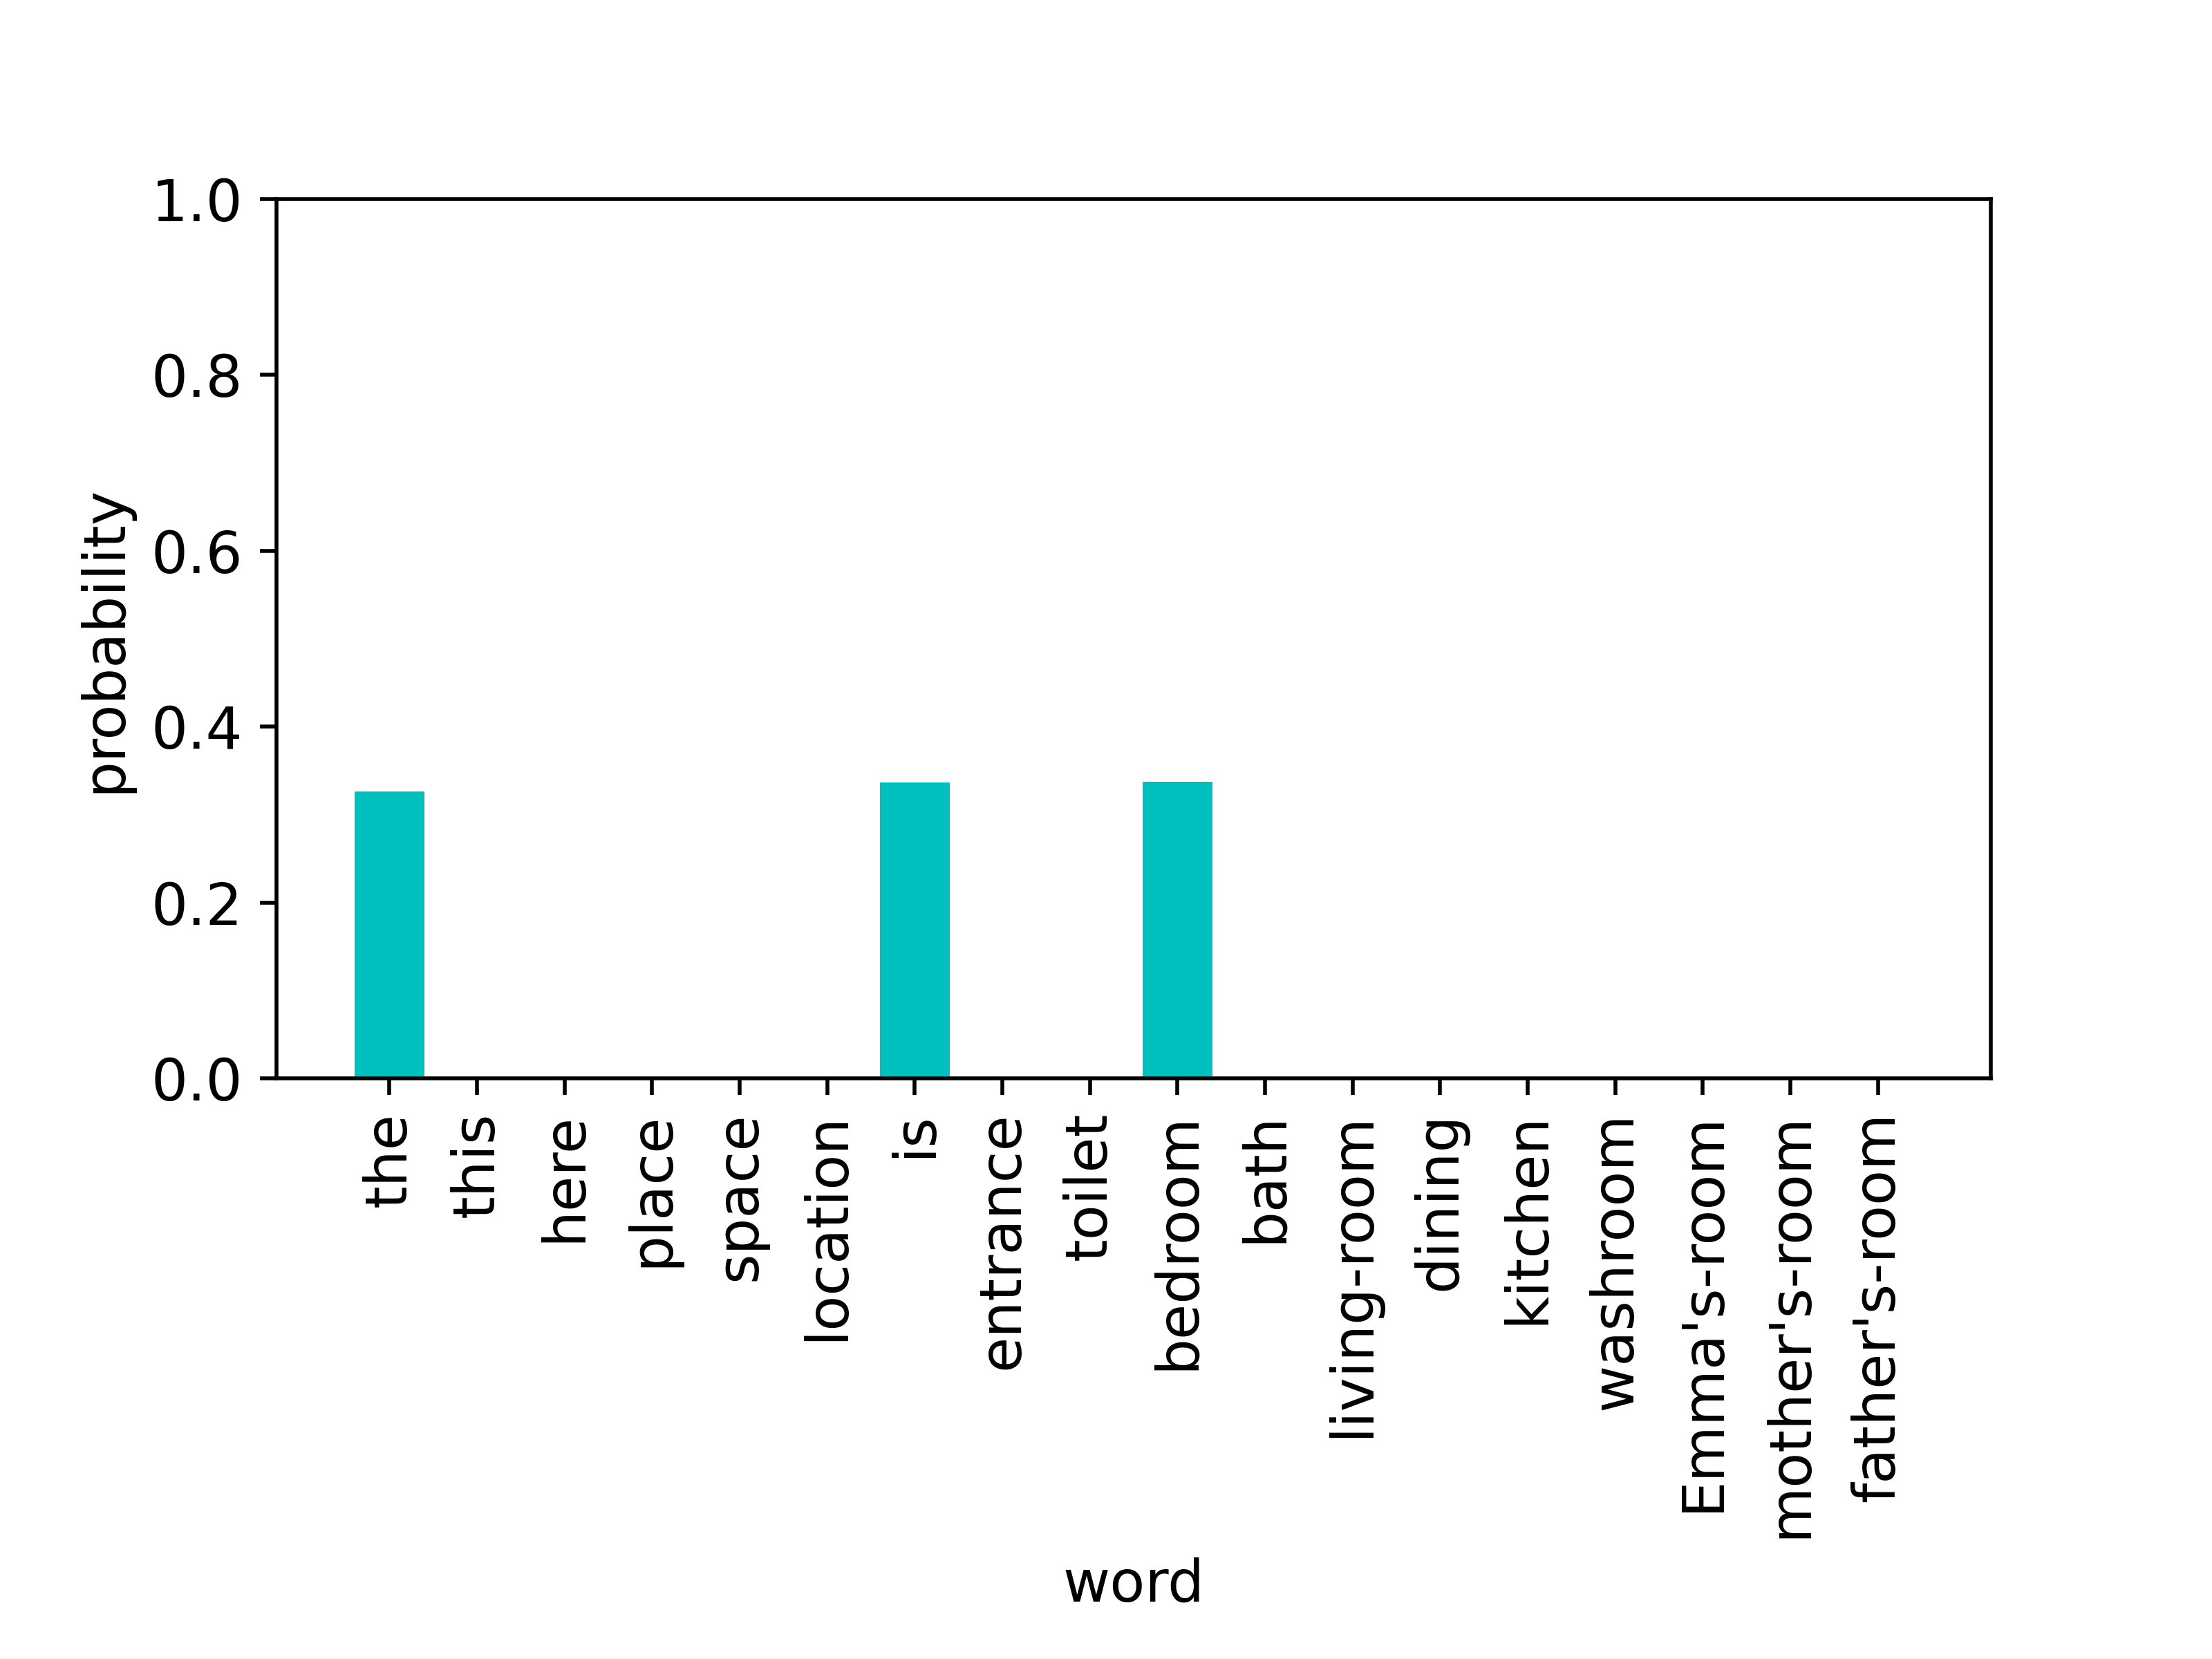 1.0
0.8
0.6
0.4
0.2
0.0
probability
the
this
here
place
space
location
is
entrance
toilet
bedroom
bath
living-room
dining
kitchen
washroom
Emma's-room
mother's-room
father's-room
word